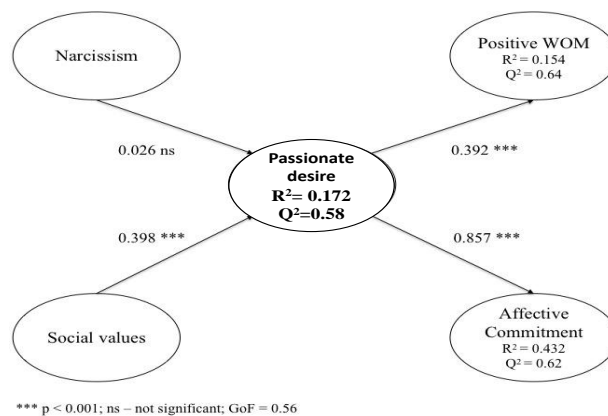 Narcissism
Positive WOM
R² = 0.154
Q² = 0.64
0.026 ns
Passionate
desire
R²= 0.172
Q²=0.58
0.392 ***
0.398 ***
0.857 ***
Social values
Affective
Commitment
R² = 0.432
Q² = 0.62
*** p < 0.001; ns – not significant; GoF = 0.56